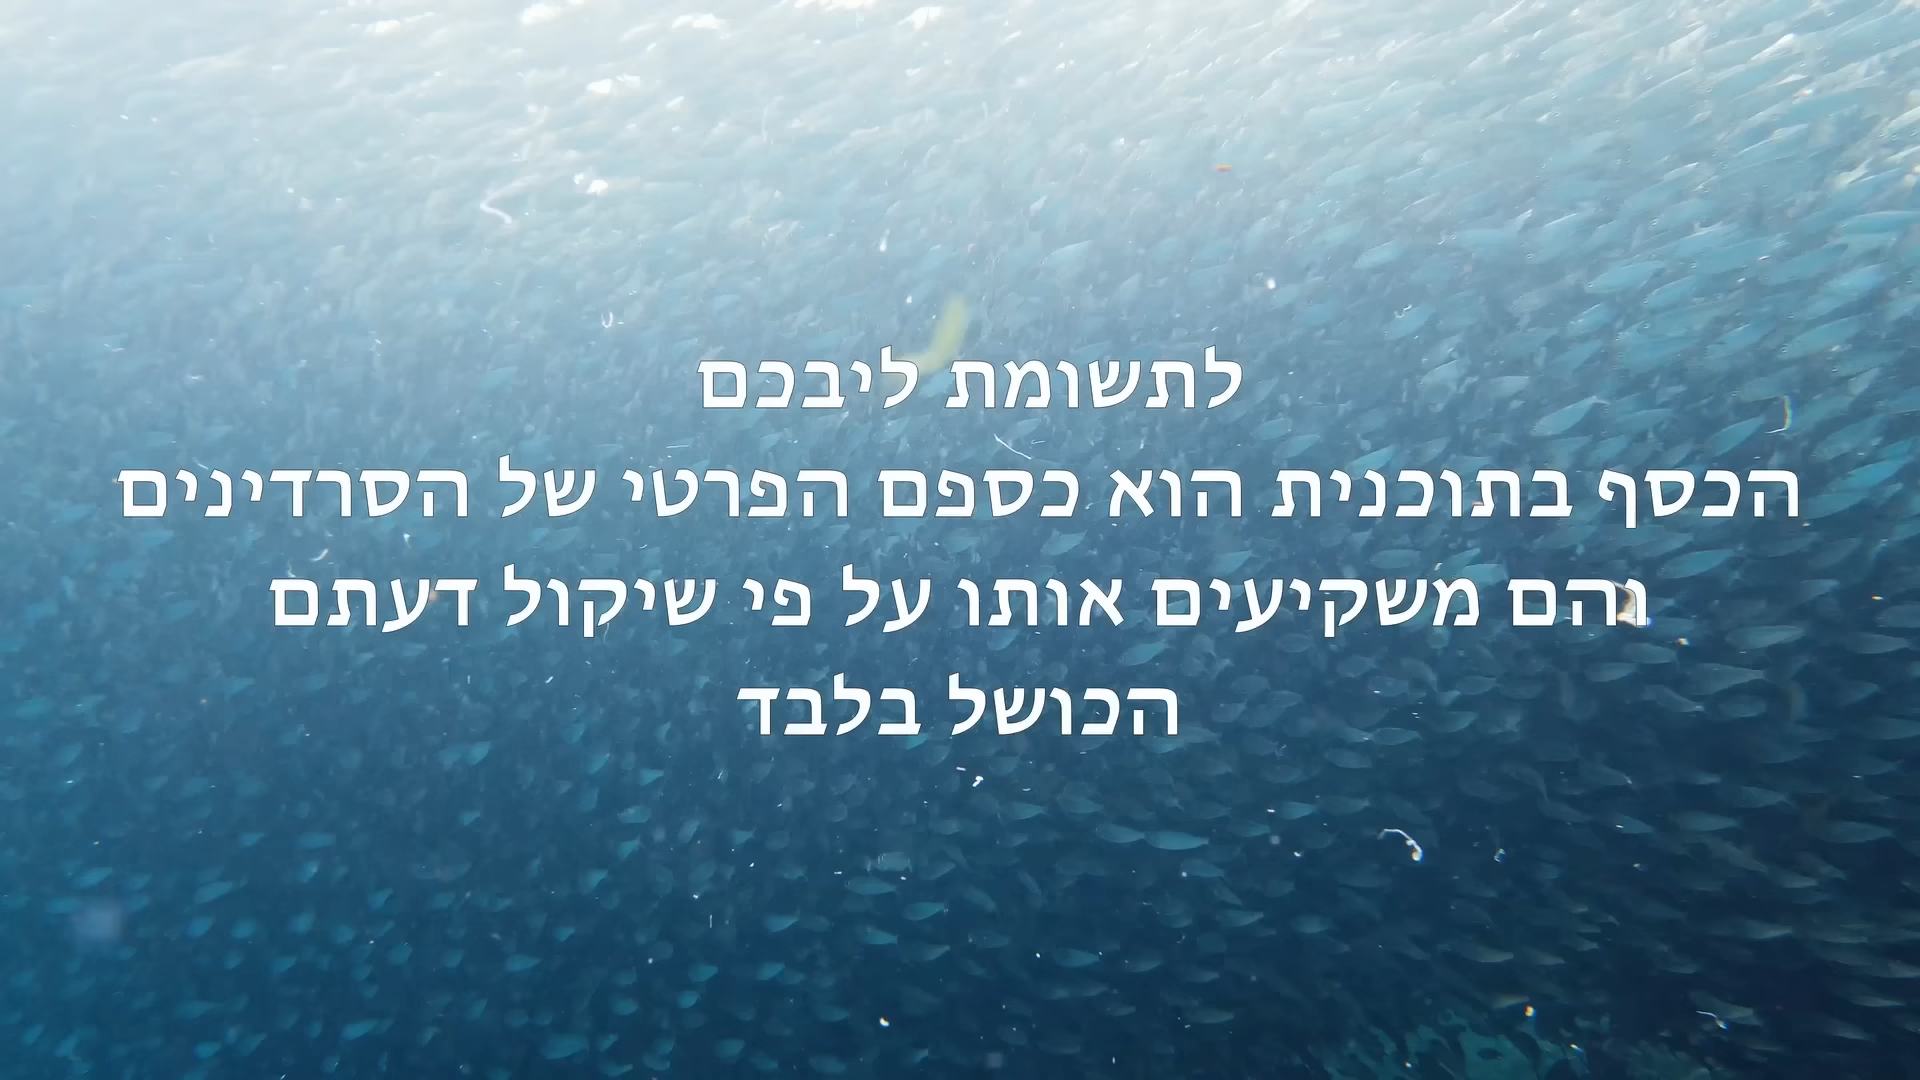 לתשומת ליבכם
הכסף בתוכנית הוא כספם הפרטי של הסרדינים
והם משקיעים אותו על פי שיקול דעתם
הכושל בלבד